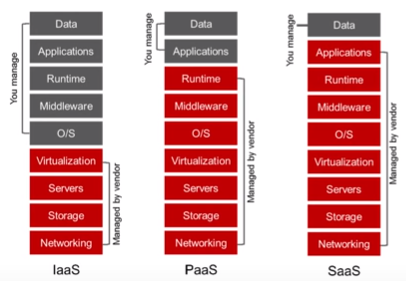 You manage
Data
Applications
Runtime
Middleware
O/S
Virtualization
Servers
Storage
Networking
Managed by vendor
IaaS
You manage
Data
Applications
Runtime
Middleware
O/S
Virtualization
Servers
Storage
Networking
Managed by vendor
PaaS
You manage
Data
Applications
Runtime
Middleware
O/S
Virtualization
Servers
Storage
Networking
Managed by vendor
SaaS